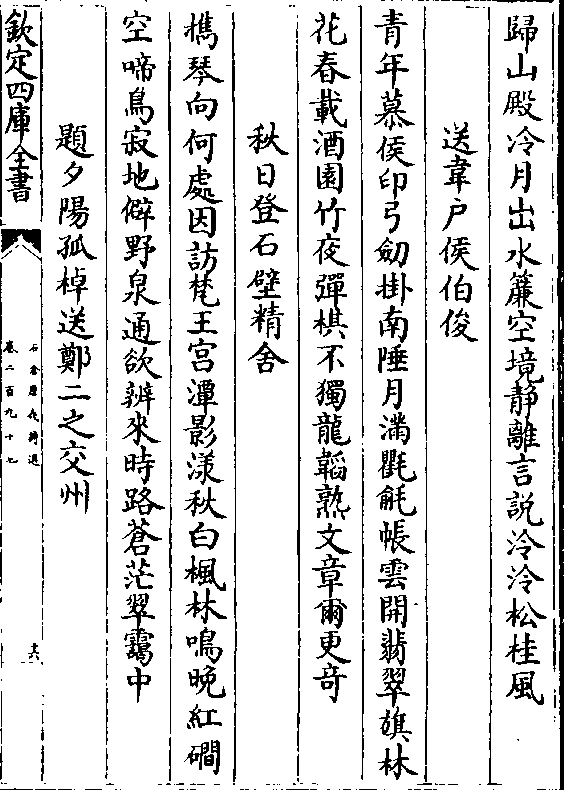 歸山殿冷月出水簾空境靜離言説泠泠松桂風
送韋户侯伯俊
青年慕侯印弓劒掛南陲月滿氍毹帳雲開翡翠旗林
花春載酒園竹夜彈棋不獨龍韜熟文章爾更奇
秋日登石壁精舍
攜琴向何處因訪梵王宫潭影漾秋白楓林鳴晚紅磵
空啼鳥寂地僻野泉通欲辨來時路蒼茫翠靄中
題夕陽孤棹送鄭二之交州
欽定四庫全書
石倉歷代詩選
卷二百九十七
十六